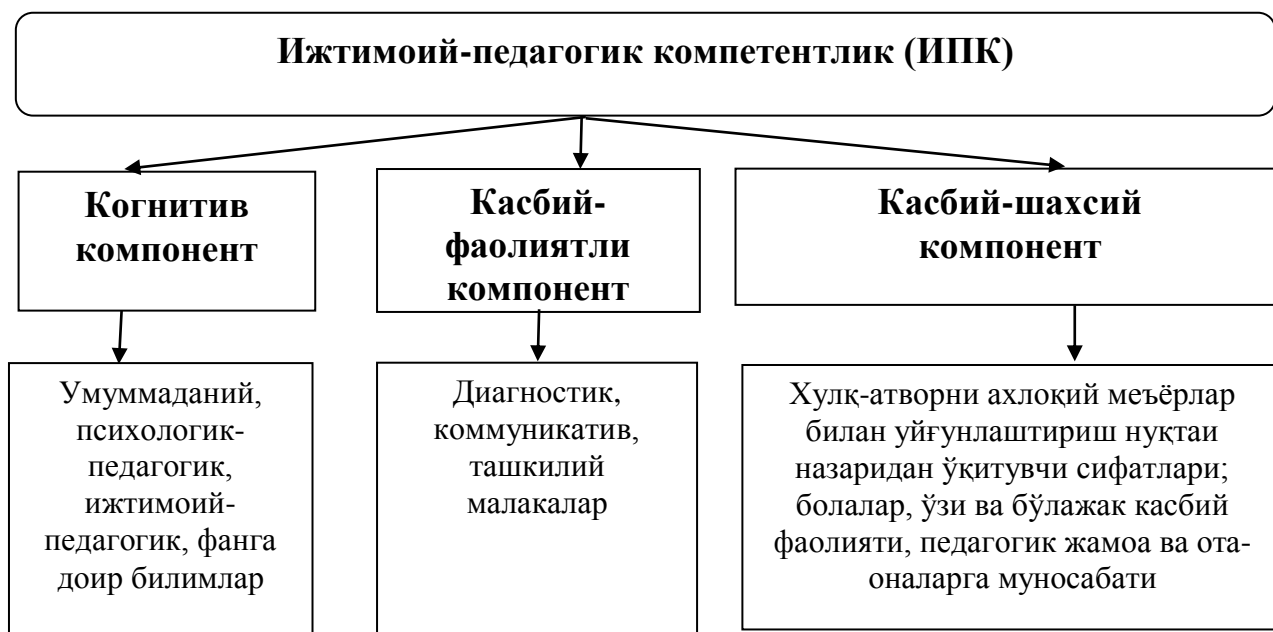 Ижтимоий-педагогик компетентлик (ИПК)
Когнитив
компонент
Касбий-
фаолиятли
компонент
Касбий-шахсий
компонент
Умуммаданий,
психологик-
педагогик,
ижтимоий-
педагогик, фанга
доир билимлар
Диагностик,
коммуникатив,
ташкилий
малакалар
Хулқ-атворни ахлоқий меъёрлар
билан уйғунлаштириш нуқтаи
назаридан ўқитувчи сифатлари;
болалар, ўзи ва бўлажак касбий
фаолияти, педагогик жамоа ва ота-
оналарга муносабати